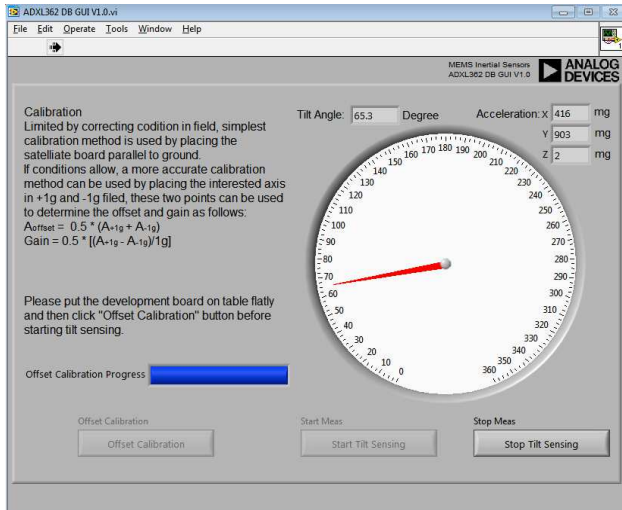 ADXL362 DB GUI V1.0.vi
File Edit Operate Tools Window Help
MEMS Inertial Sensors
ADXL362 DB GUI V1.0
ANALOG
DEVICES
Calibration
Limited by correcting codition in field, simplest
calibration method is used by placing the
satelliate board parallel to ground.
If conditions allow, a more accurate calibration
method can be used by placing the interested axis
in +1g and -1g filed, these two points can be used
to determine the offset and gain as follows:
Aoffset = 0.5 * (A+1g + A-1g)
Gain = 0.5 * [(A+1g - A-1g)/1g]
Please put the development board on table flatly
and then click "Offset Calibration" button before
starting tilt sensing.
Offset Calibration Progress
Tilt Angle: 65.3 Degree
Acceleration: X 416 mg
Y 903 mg
Z 2 mg
0
10
20
30
40
50
60
70
80
90
100
110
120
130
140
150
160
170
180
190
200
210
220
230
240
250
260
270
280
290
300
310
320
330
340
350
360
Offset Calibration
Offset Calibration
Start Meas
Start Tilt Sensing
Stop Meas
Stop Tilt Sensing